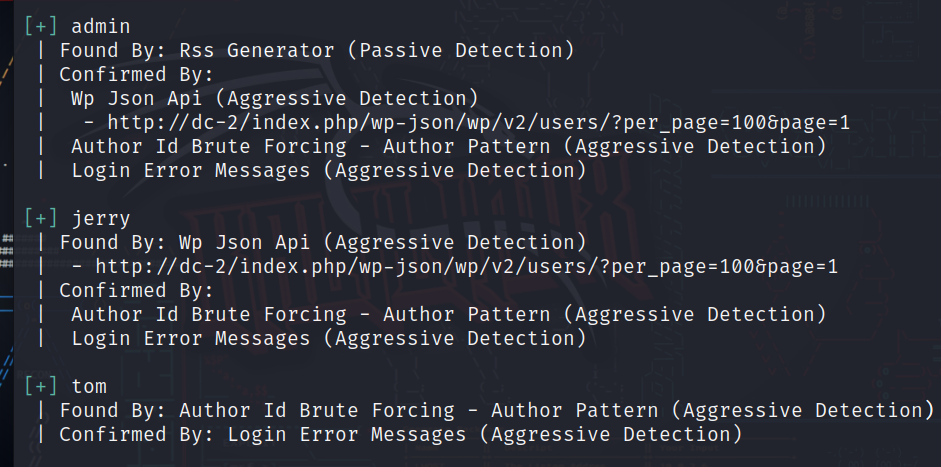 [+] admin
| Found By: Rss Generator (Passive Detection)
| Confirmed By:
|  Wp Json Api (Aggressive Detection)
|   - http://dc-2/index.php/wp-json/wp/v2/users/?per_page=100&page=1
|  Author Id Brute Forcing - Author Pattern (Aggressive Detection)
|  Login Error Messages (Aggressive Detection)
[+] jerry
| Found By: Wp Json Api (Aggressive Detection)
|  - http://dc-2/index.php/wp-json/wp/v2/users/?per_page=100&page=1
| Confirmed By:
|  Author Id Brute Forcing - Author Pattern (Aggressive Detection)
|  Login Error Messages (Aggressive Detection)
[+] tom
| Found By: Author Id Brute Forcing - Author Pattern (Aggressive Detection)
| Confirmed By: Login Error Messages (Aggressive Detection)